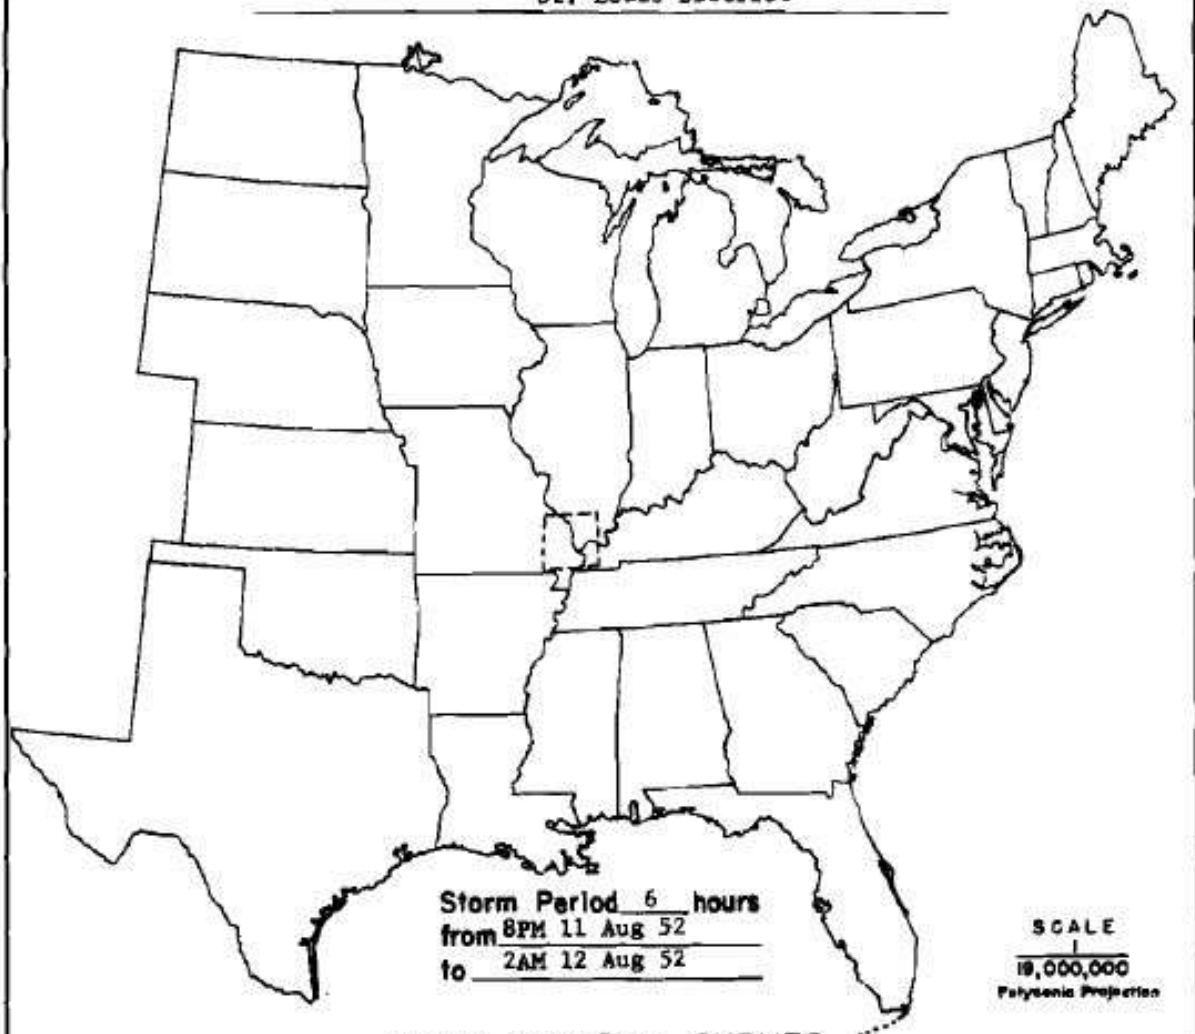 Storm Period 6 hours
from 8PM 11 Aug 52
to 2AM 12 Aug 52
SCALE
1
19,000,000
Polyconic Projection